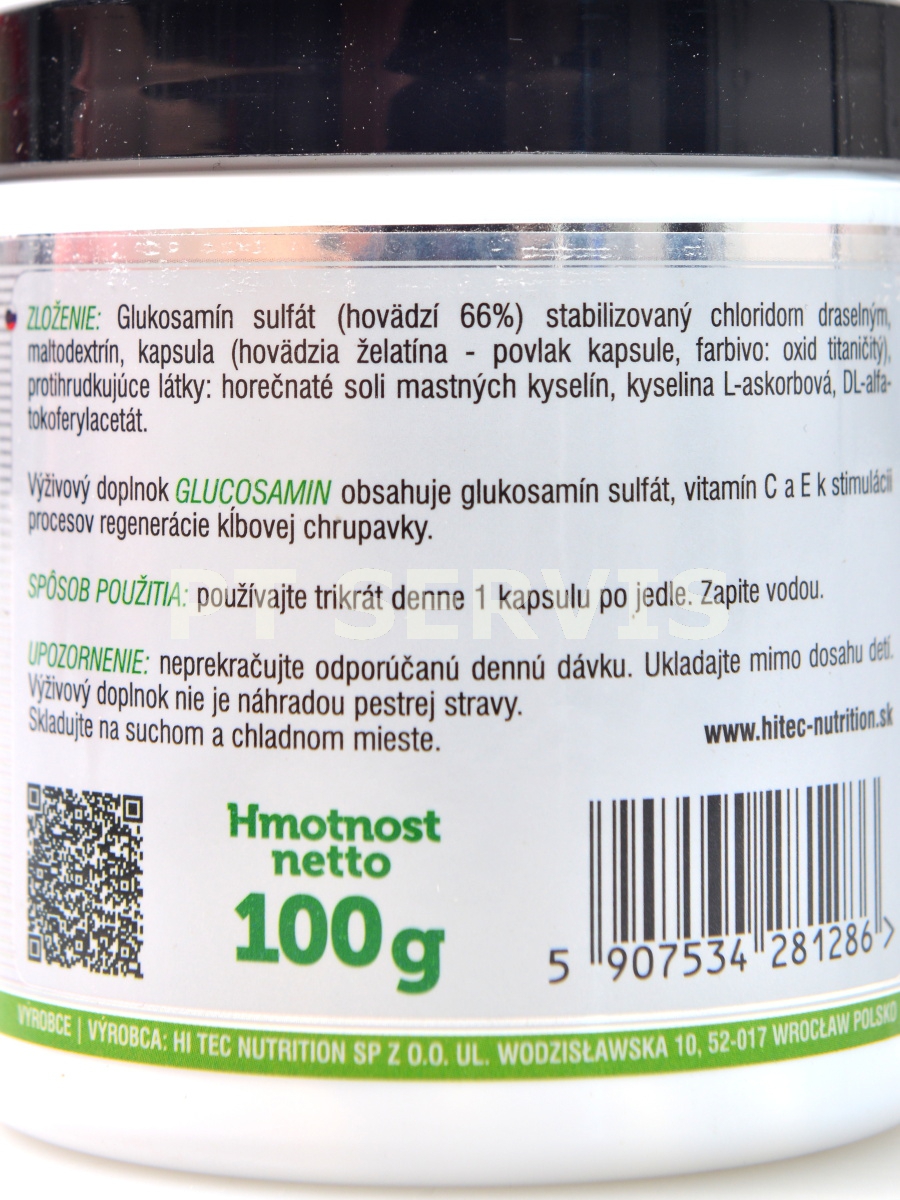 ZLOŽENIE: Glukosamín sulfát (hovädzí 66%) stabilizovaný chloridom draselným,
maltodextrín, kapsula (hovädzia želatína - povlak kapsule, farbivo: oxid titaničitý),
protihrudkujúce látky: horečnaté soli mastných kyselín, kyselina L-askorbová, DL-alfa-
tokoferylacetát.
Výživový doplnok GLUCOSAMIN obsahuje glukosamín sulfát, vitamín C a E k stimulácii
procesov regenerácie kĺbovej chrupavky.
SPÔSOB POUŽITIA: používajte trikrát denne 1 kapsulu po jedle. Zapite vodou.
PT SERVIS
UPOZORNENIE: neprekračujte odporúčanú dennú dávku. Ukladajte mimo dosahu detí.
Výživový doplnok nie je náhradou pestrej stravy.
Skladujte na suchom a chladnom mieste.
www.hitec-nutrition.sk
Hmotnost
netto
100 g
5 907534 281286 >
VÝROBCE | VÝROBCA: HI TEC NUTRITION SP Z O.O. UL. WODZISŁAWSKA 10, 52-017 WROCŁAW POLSKO